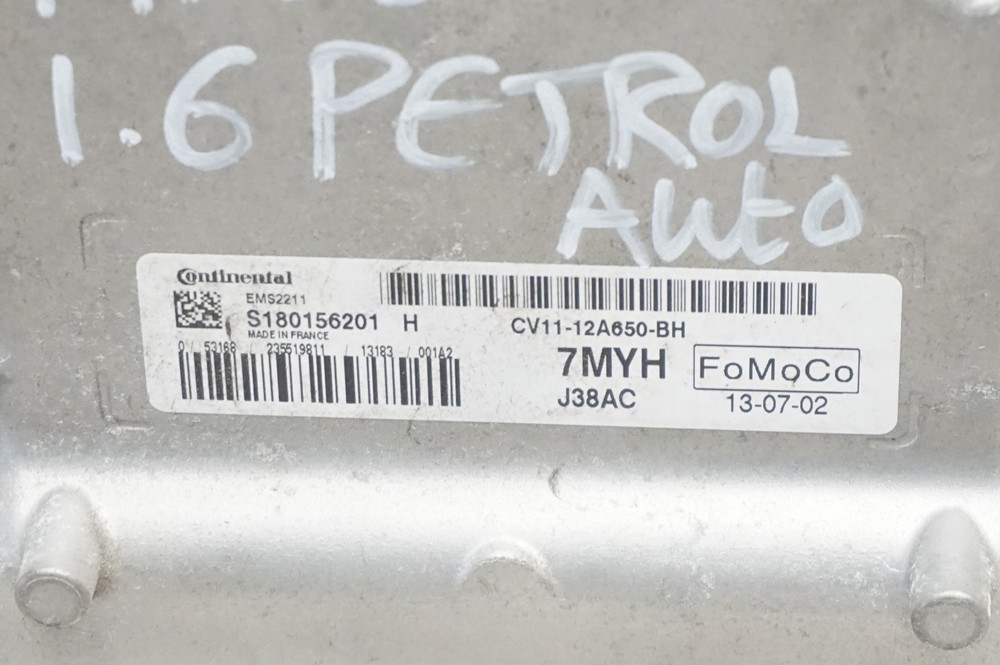 1.6 PETROL
Auto
Continental
EMS2211
S180156201 H
MADE IN FRANCE
0 / 53168 / 235519811 / 13183 / 001A2
CV11-12A650-BH
7MYH FoMoCo
J38AC 13-07-02